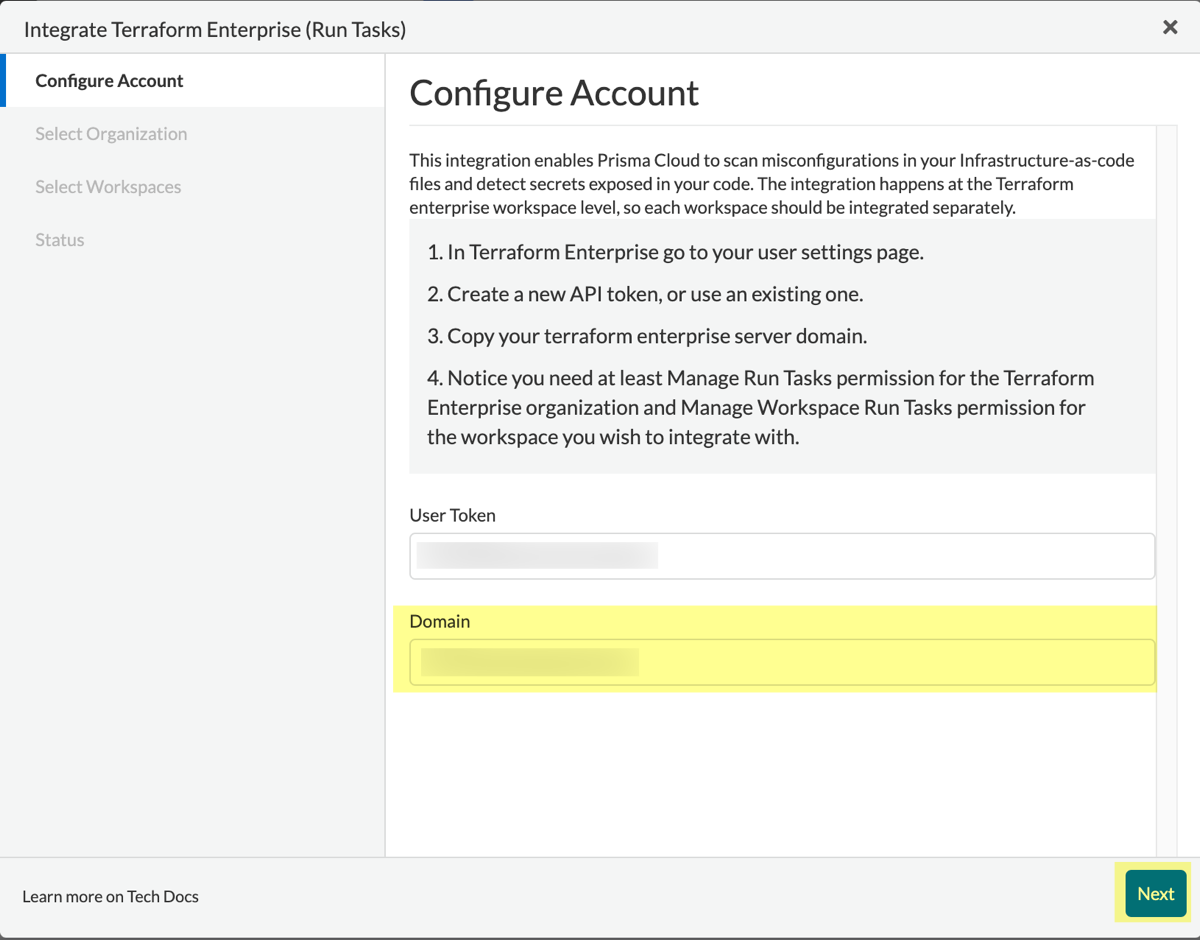 Integrate Terraform Enterprise (Run Tasks)
Configure Account
Select Organization
Select Workspaces
Status
Configure Account
This integration enables Prisma Cloud to scan misconfigurations in your Infrastructure-as-code
files and detect secrets exposed in your code. The integration happens at the Terraform
enterprise workspace level, so each workspace should be integrated separately.
1. In Terraform Enterprise go to your user settings page.
2. Create a new API token, or use an existing one.
3. Copy your terraform enterprise server domain.
4. Notice you need at least Manage Run Tasks permission for the Terraform
Enterprise organization and Manage Workspace Run Tasks permission for
the workspace you wish to integrate with.
User Token
Domain
Learn more on Tech Docs
Next